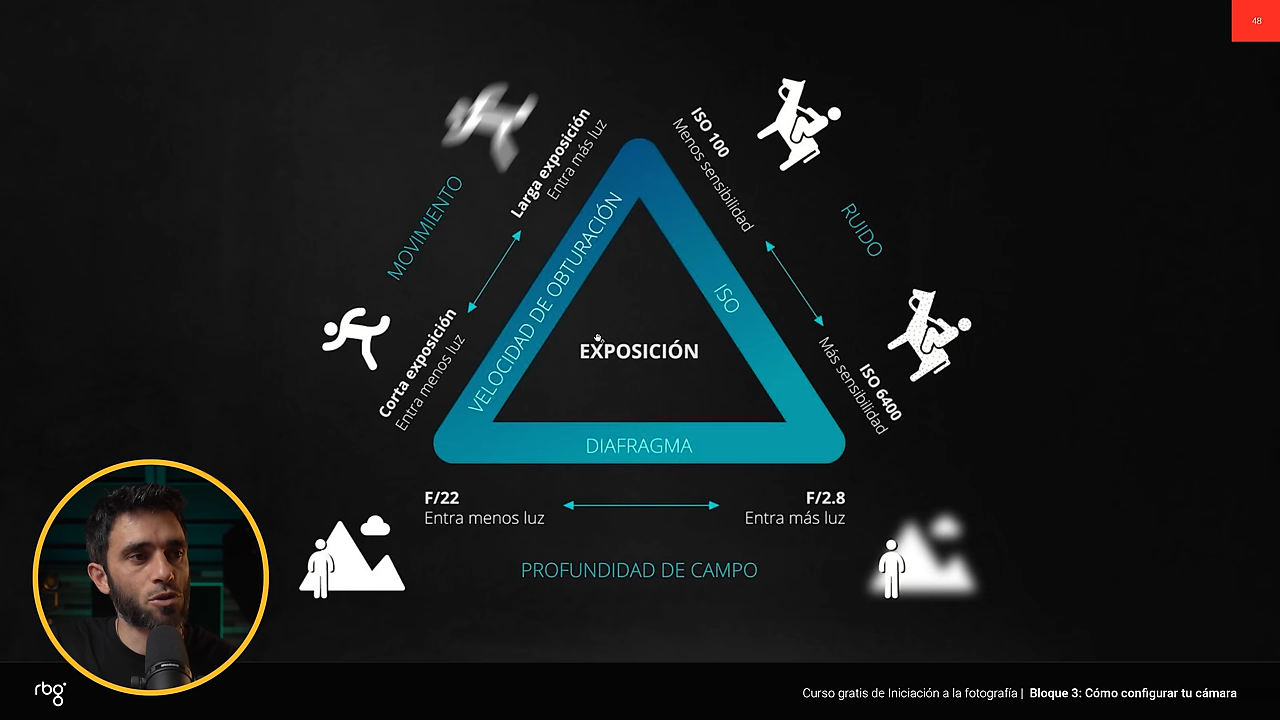 48
Larga exposición
Entra más luz
ISO 100
Menos sensibilidad
MOVIMIENTO
RUIDO
VELOCIDAD DE OBTURACIÓN
ISO
Corta exposición
Entra menos luz
EXPOSICIÓN
ISO 6400
Más sensibilidad
DIAFRAGMA
F/22
Entra menos luz
F/2.8
Entra más luz
PROFUNDIDAD DE CAMPO
rbg
Curso gratis de Iniciación a la fotografía | Bloque 3: Cómo configurar tu cámara